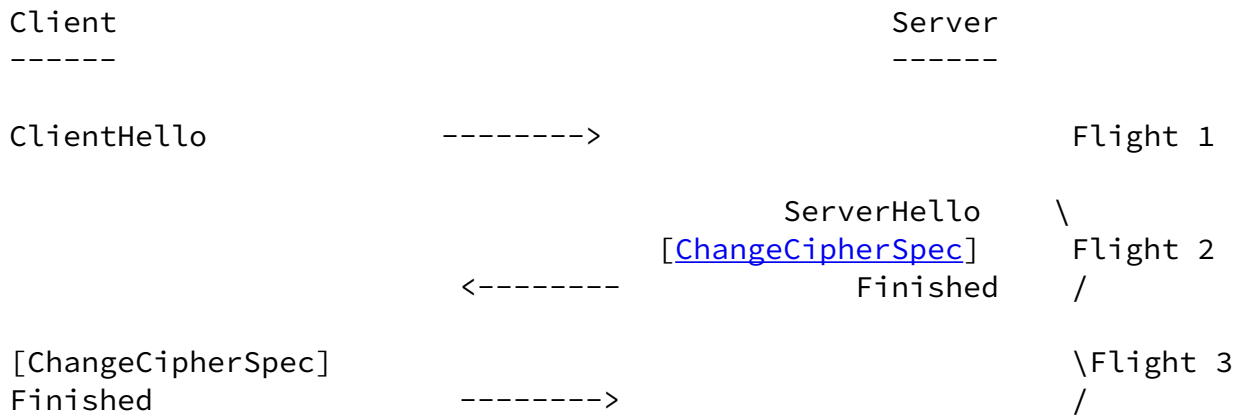 Client                                          Server
------                                          ------
ClientHello             -------->                         Flight 1
                                          ServerHello    \
                                   [ChangeCipherSpec]     Flight 2
                         <--------             Finished    /
[ChangeCipherSpec]                                         \Flight 3
Finished                 -------->                         /